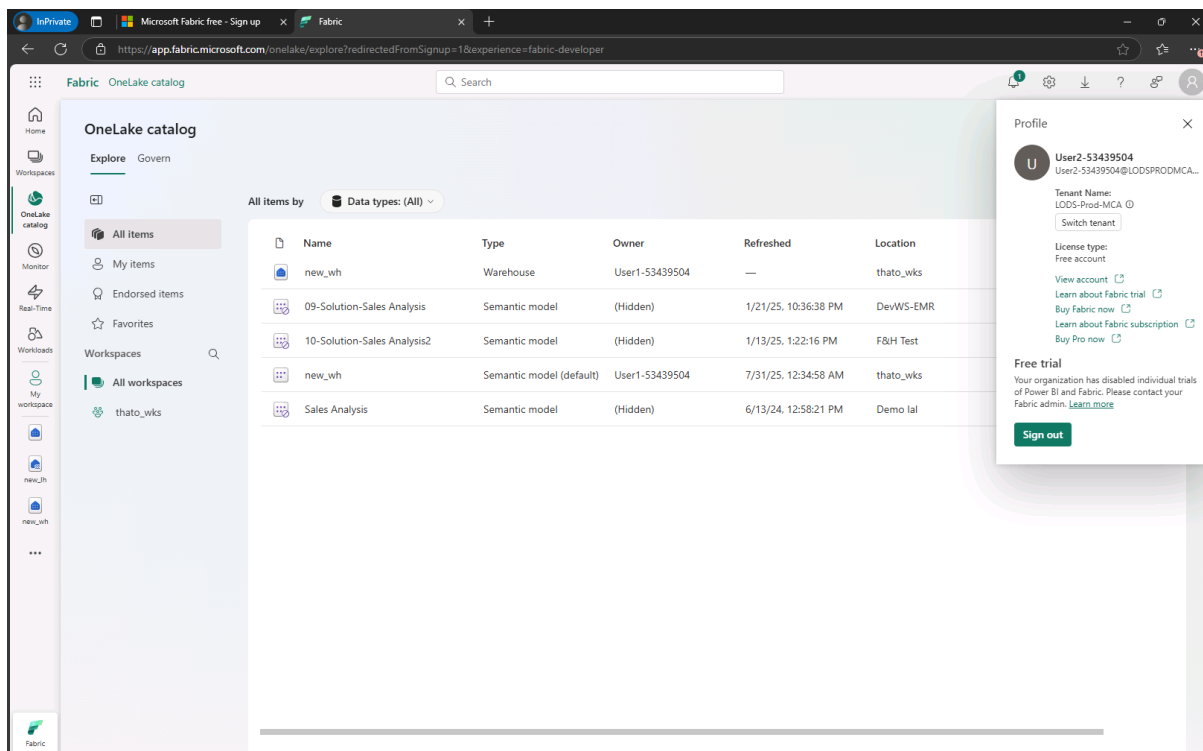 InPrivate
Microsoft Fabric free - Sign up
Fabric
https://app.fabric.microsoft.com/onelake/explore?redirectedFromSignup=1&experience=fabric-developer
Fabric OneLake catalog
Search
1
Home
Workspaces
OneLake
catalog
Monitor
Real-Time
Workloads
My
workspace
new_lh
new_wh
Fabric
OneLake catalog
Explore Govern
All items
My items
Endorsed items
Favorites
Workspaces
All workspaces
thato_wks
All items by Data types: (All)
Name Type Owner Refreshed Location
new_wh Warehouse User1-53439504 — thato_wks
09-Solution-Sales Analysis Semantic model (Hidden) 1/21/25, 10:36:38 PM DevWS-EMR
10-Solution-Sales Analysis2 Semantic model (Hidden) 1/13/25, 1:22:16 PM F&H Test
new_wh Semantic model (default) User1-53439504 7/31/25, 12:34:58 AM thato_wks
Sales Analysis Semantic model (Hidden) 6/13/24, 12:58:21 PM Demo lal
Profile
U
User2-53439504
User2-53439504@LODSPRODMCA...
Tenant Name:
LODS-Prod-MCA
Switch tenant
License type:
Free account
View account
Learn about Fabric trial
Buy Fabric now
Learn about Fabric subscription
Buy Pro now
Free trial
Your organization has disabled individual trials
of Power BI and Fabric. Please contact your
Fabric admin. Learn more
Sign out